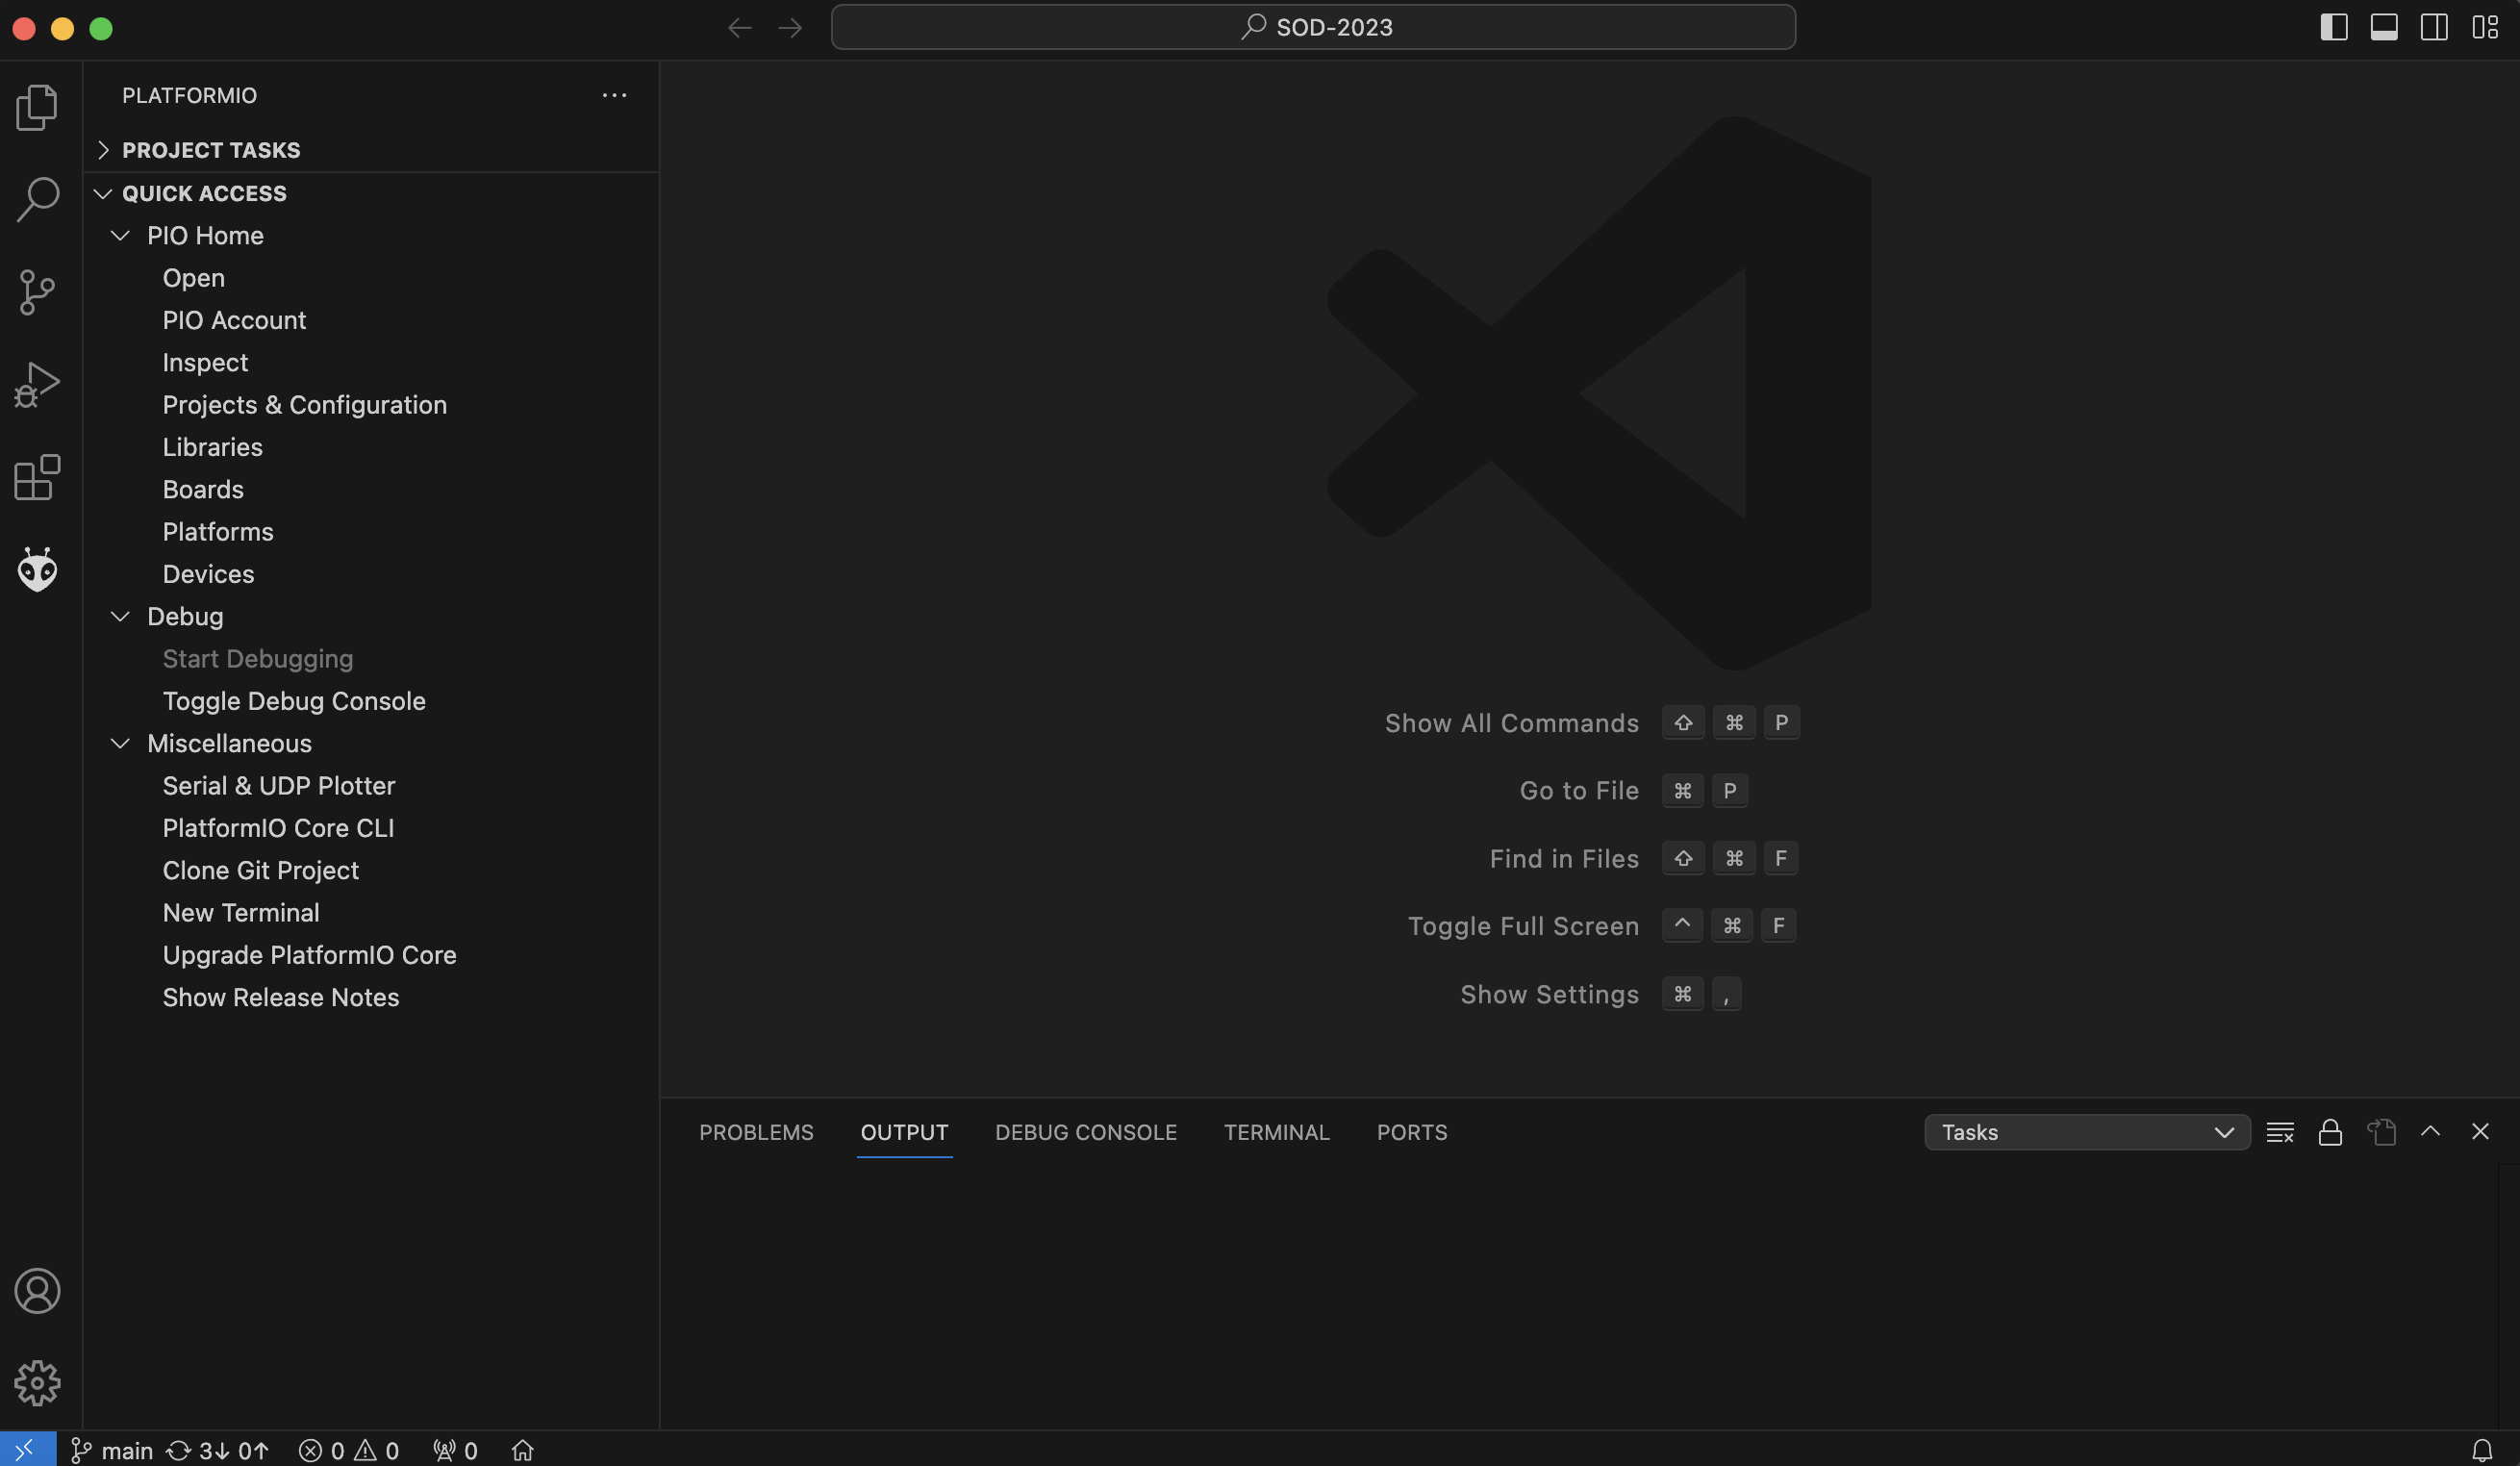 SOD-2023
PLATFORMIO
PROJECT TASKS
QUICK ACCESS
PIO Home
Open
PIO Account
Inspect
Projects & Configuration
Libraries
Boards
Platforms
Devices
Debug
Start Debugging
Toggle Debug Console
Miscellaneous
Serial & UDP Plotter
PlatformIO Core CLI
Clone Git Project
New Terminal
Upgrade PlatformIO Core
Show Release Notes
Show All Commands ⇧ ⌘ P
Go to File ⌘ P
Find in Files ⇧ ⌘ F
Toggle Full Screen ^ ⌘ F
Show Settings ⌘ ,
PROBLEMS OUTPUT DEBUG CONSOLE TERMINAL PORTS Tasks
main 3↓ 0↑ 0 0 0